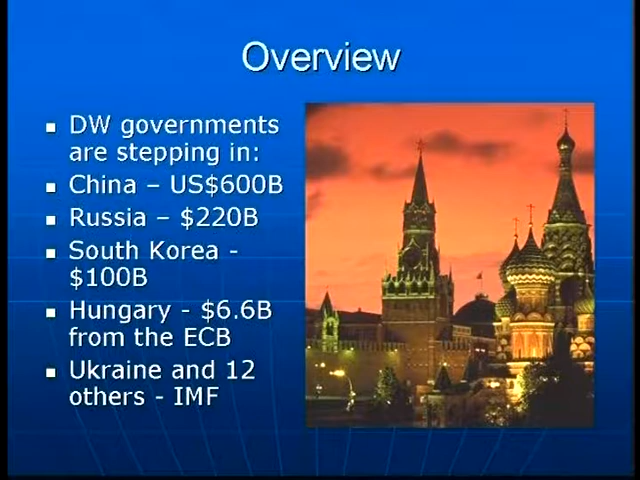 Overview
DW governments
are stepping in:
China – US$600B
Russia – $220B
South Korea -
$100B
Hungary - $6.6B
from the ECB
Ukraine and 12
others - IMF